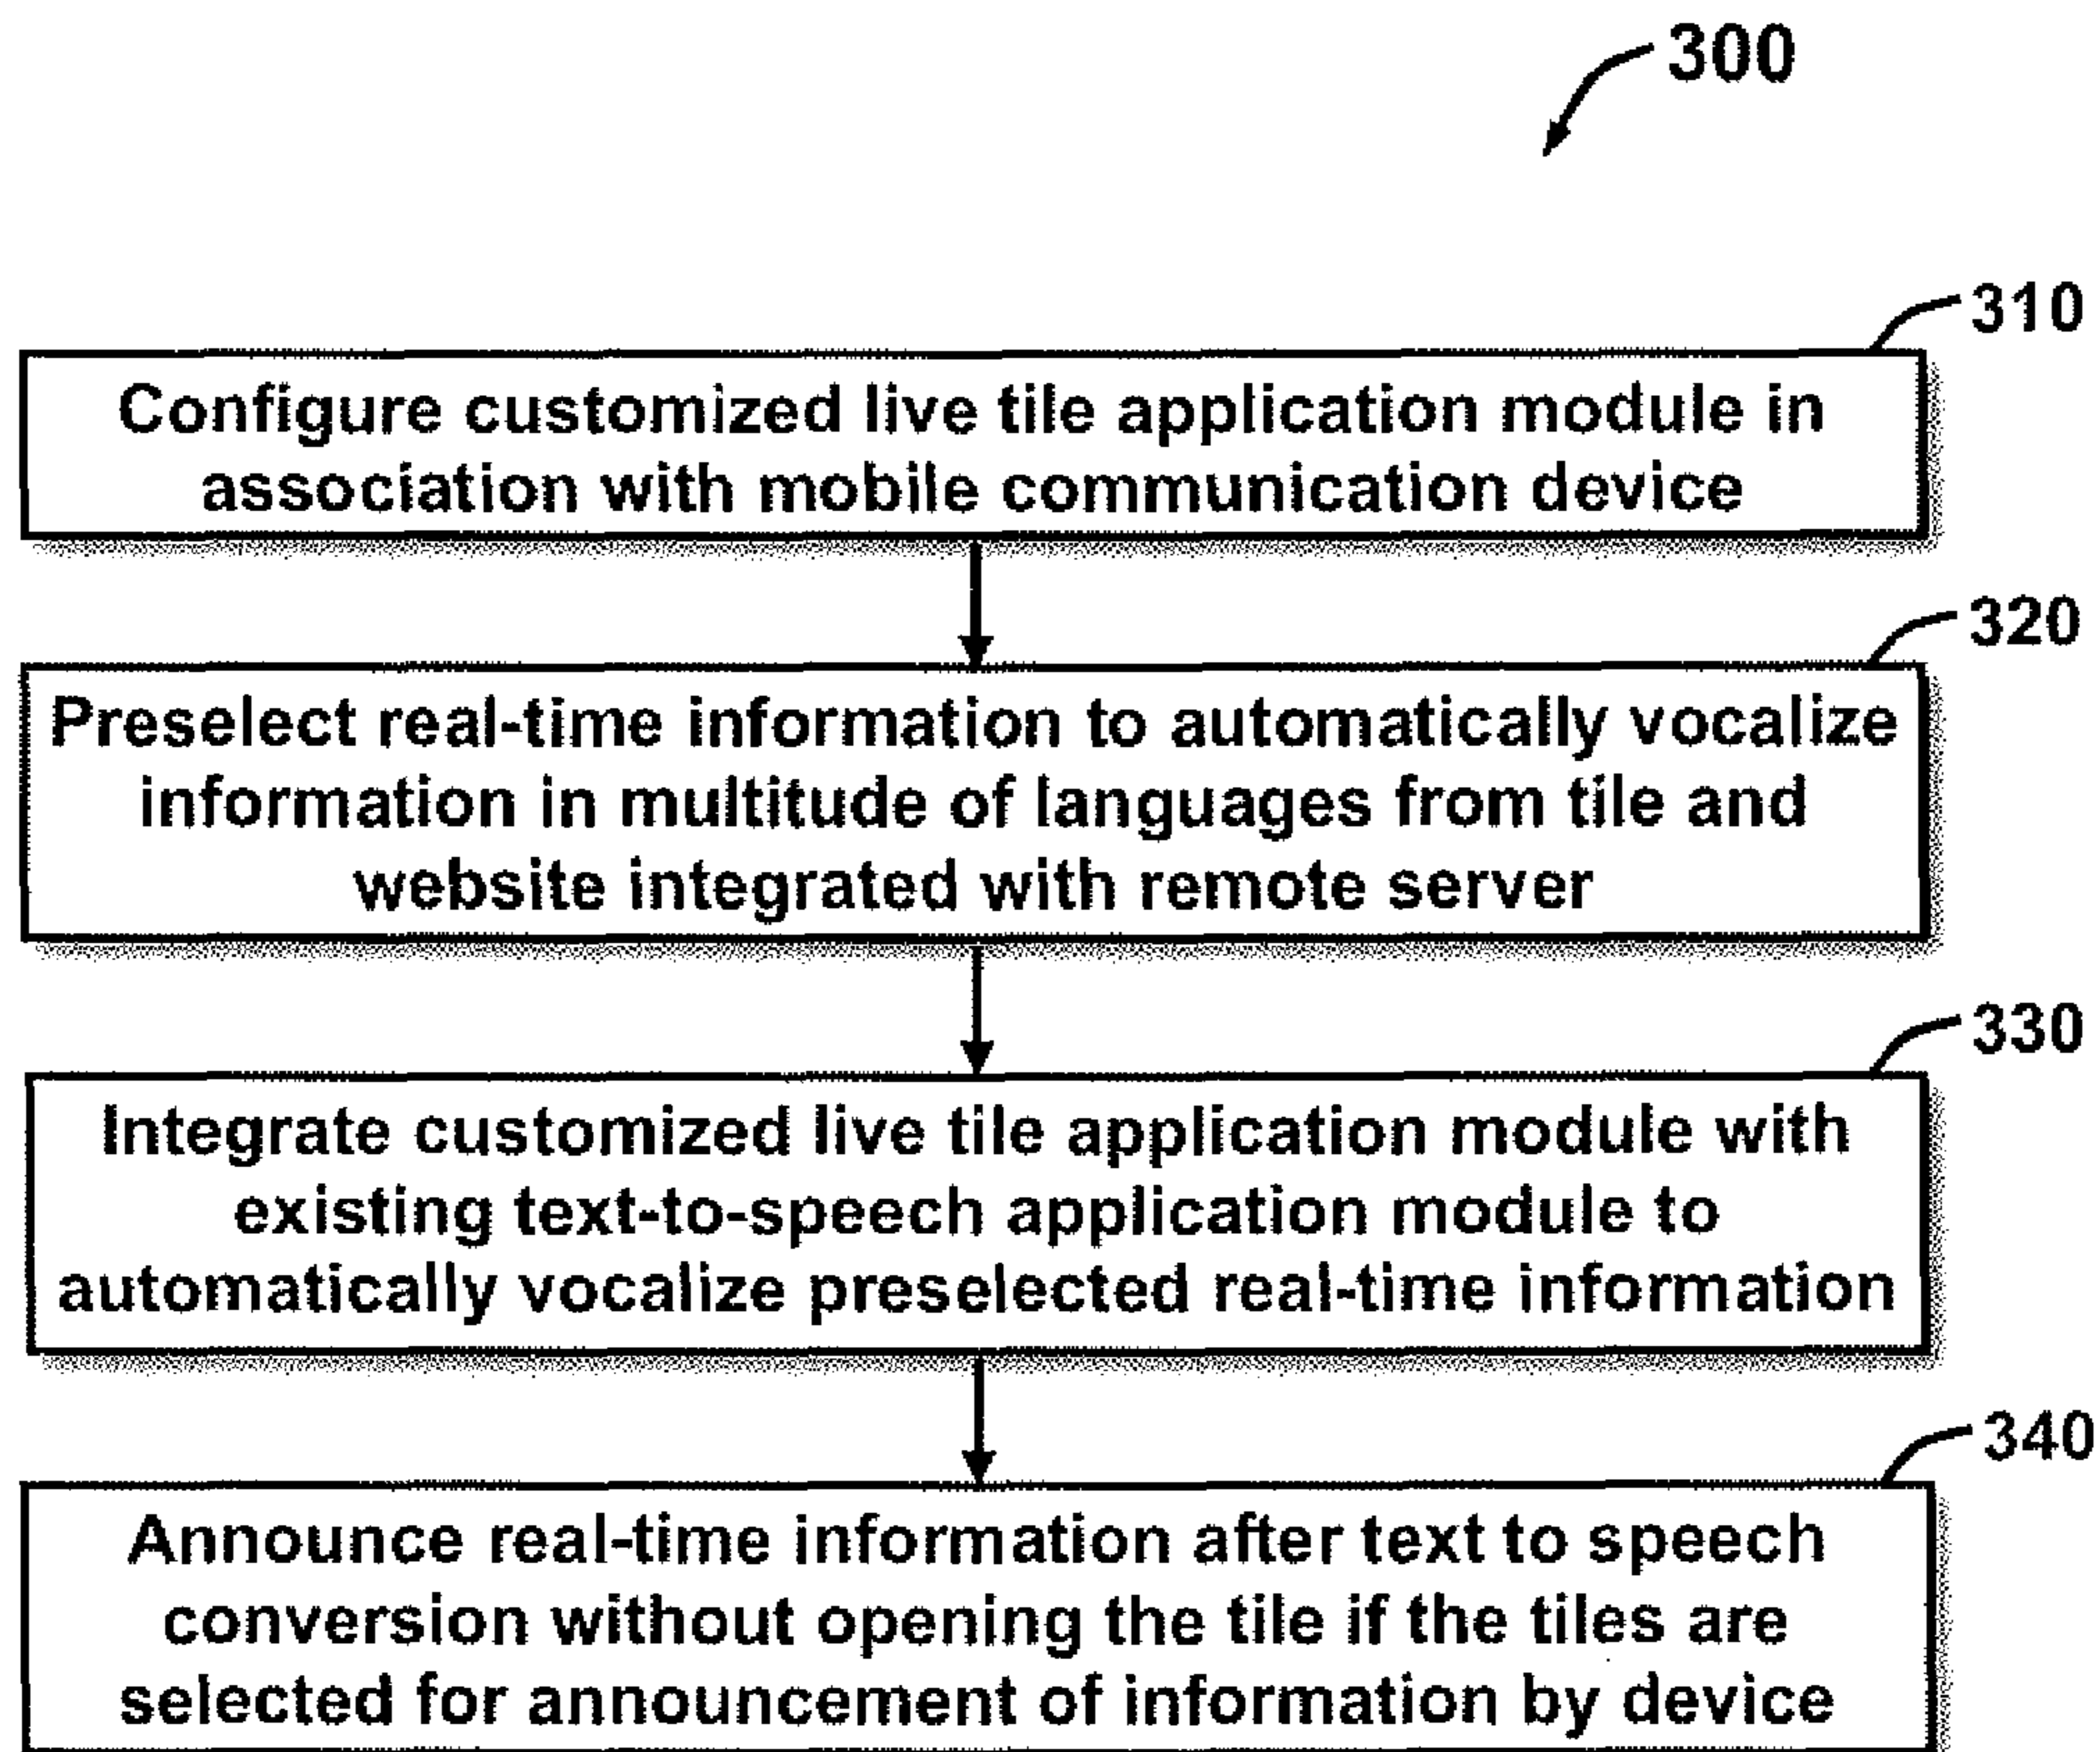 300
310
Configure customized live tile application module in
association with mobile communication device
320
Preselect real-time information to automatically vocalize
information in multitude of languages from tile and
website integrated with remote server
330
Integrate customized live tile application module with
existing text-to-speech application module to
automatically vocalize preselected real-time information
340
Announce real-time information after text to speech
conversion without opening the tile if the tiles are
selected for announcement of information by device